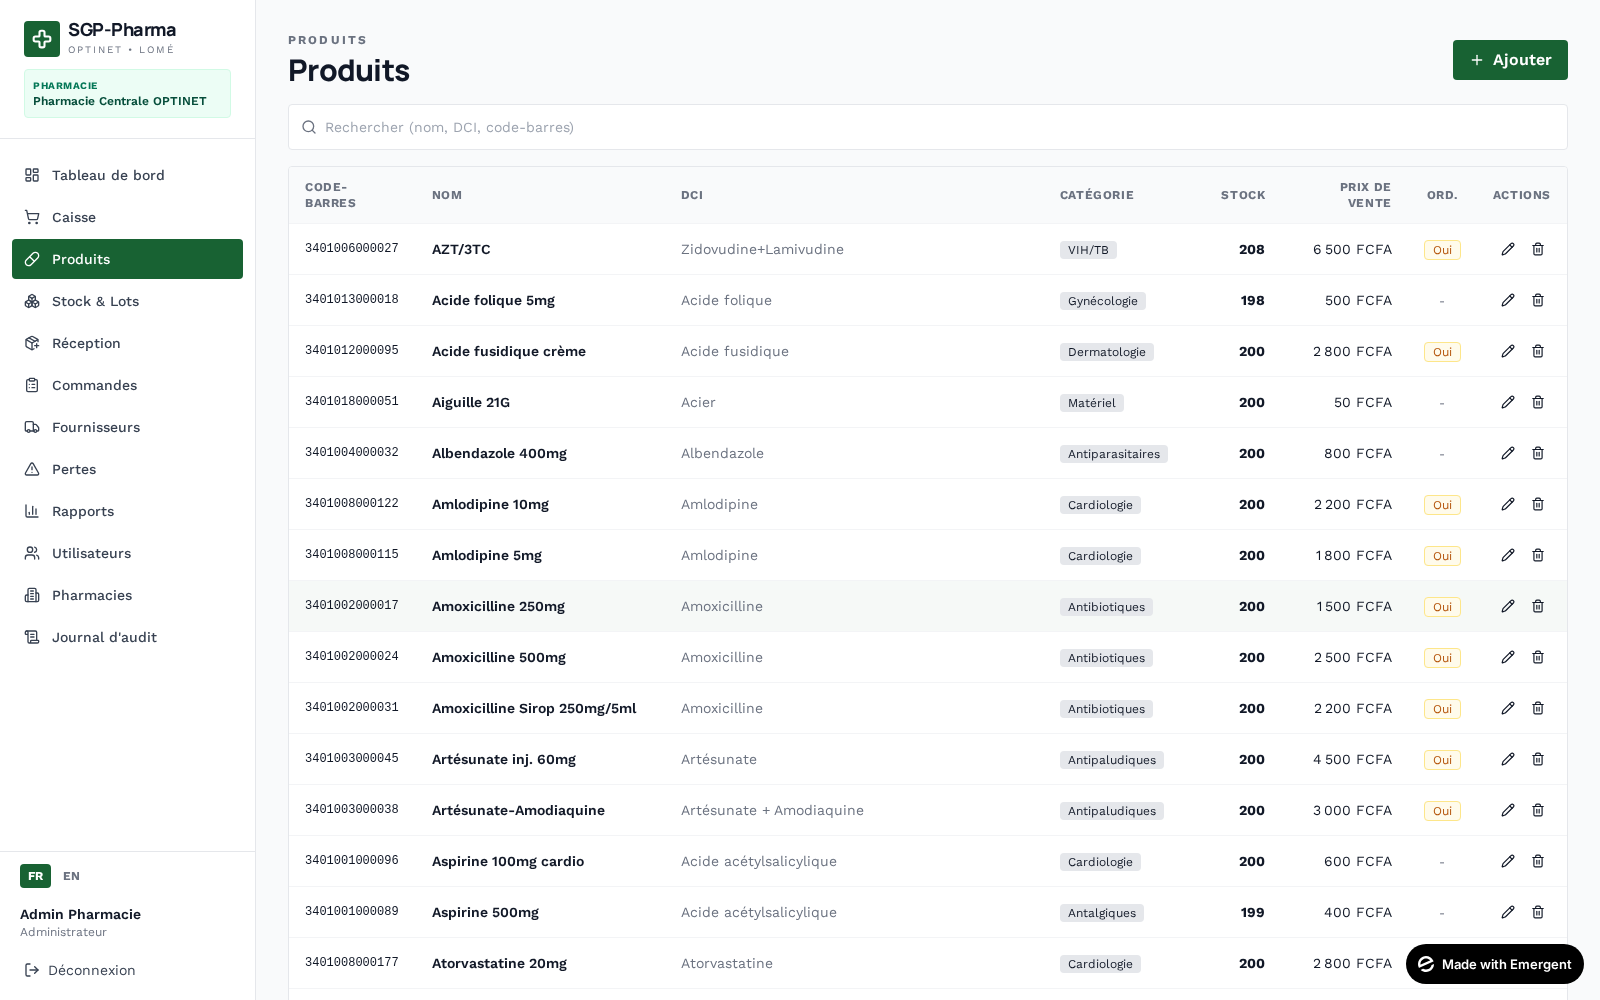 SGP-Pharma
OPTINET • LOMÉ
PHARMACIE
Pharmacie Centrale OPTINET
Tableau de bord
Caisse
Produits
Stock & Lots
Réception
Commandes
Fournisseurs
Pertes
Rapports
Utilisateurs
Pharmacies
Journal d'audit
FR EN
Admin Pharmacie
Administrateur
Déconnexion
PRODUITS
Produits
Ajouter
Rechercher (nom, DCI, code-barres)
CODE-BARRES NOM DCI CATÉGORIE STOCK PRIX DE VENTE ORD. ACTIONS
3401006000027 AZT/3TC Zidovudine+Lamivudine VIH/TB 208 6 500 FCFA Oui
3401013000018 Acide folique 5mg Acide folique Gynécologie 198 500 FCFA -
3401012000095 Acide fusidique crème Acide fusidique Dermatologie 200 2 800 FCFA Oui
3401018000051 Aiguille 21G Acier Matériel 200 50 FCFA -
3401004000032 Albendazole 400mg Albendazole Antiparasitaires 200 800 FCFA -
3401008000122 Amlodipine 10mg Amlodipine Cardiologie 200 2 200 FCFA Oui
3401008000115 Amlodipine 5mg Amlodipine Cardiologie 200 1 800 FCFA Oui
3401002000017 Amoxicilline 250mg Amoxicilline Antibiotiques 200 1 500 FCFA Oui
3401002000024 Amoxicilline 500mg Amoxicilline Antibiotiques 200 2 500 FCFA Oui
3401002000031 Amoxicilline Sirop 250mg/5ml Amoxicilline Antibiotiques 200 2 200 FCFA Oui
3401003000045 Artésunate inj. 60mg Artésunate Antipaludiques 200 4 500 FCFA Oui
3401003000038 Artésunate-Amodiaquine Artésunate + Amodiaquine Antipaludiques 200 3 000 FCFA Oui
3401001000096 Aspirine 100mg cardio Acide acétylsalicylique Cardiologie 200 600 FCFA -
3401001000089 Aspirine 500mg Acide acétylsalicylique Antalgiques 199 400 FCFA -
3401008000177 Atorvastatine 20mg Atorvastatine Cardiologie 200 2 800 FCFA
Made with Emergent